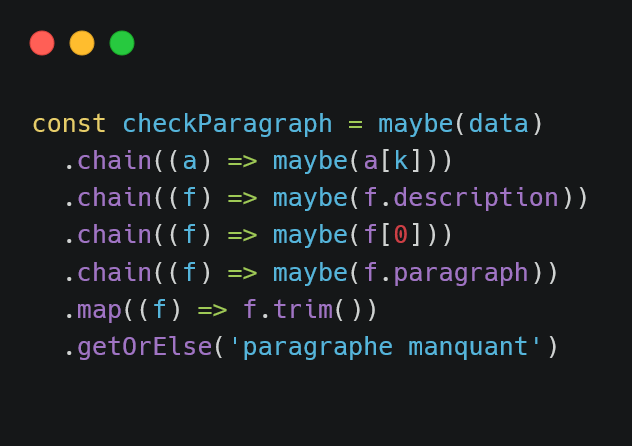 const checkParagraph = maybe(data)
  .chain((a) => maybe(a[k]))
  .chain((f) => maybe(f.description))
  .chain((f) => maybe(f[0]))
  .chain((f) => maybe(f.paragraph))
  .map((f) => f.trim())
  .getOrElse('paragraphe manquant')